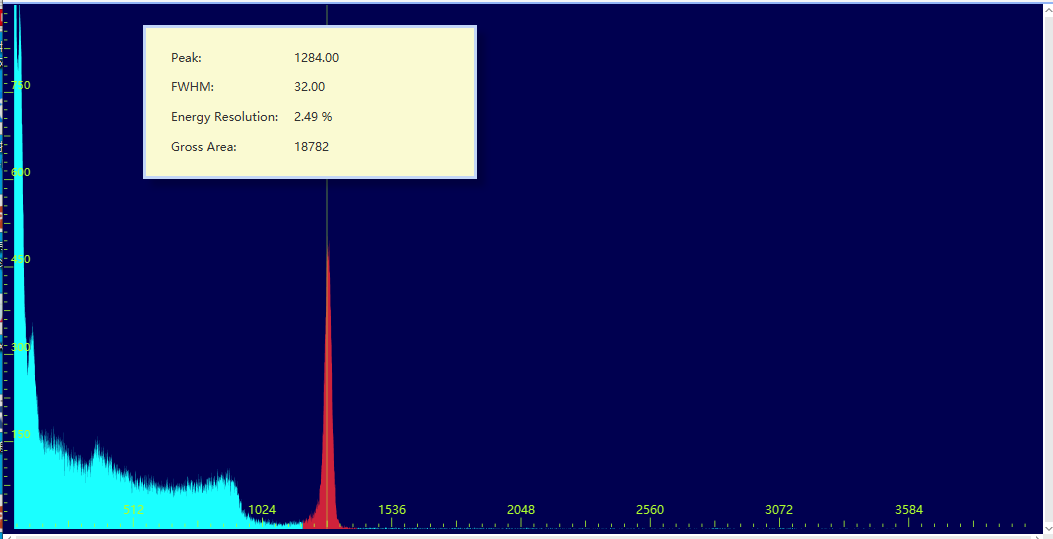 Peak: 1284.00
FWHM: 32.00
Energy Resolution: 2.49 %
Gross Area: 18782
750
600
450
300
150
512 1024 1536 2048 2560 3072 3584